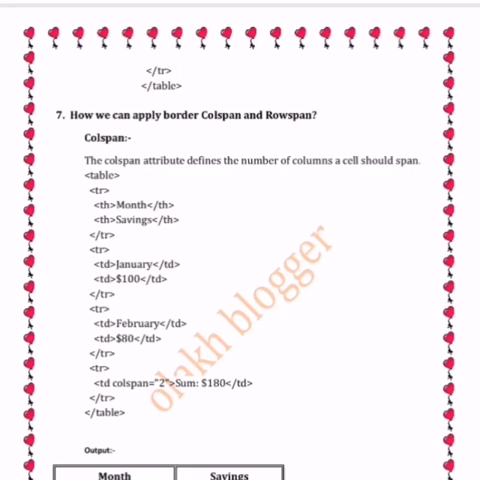 </tr>
</table>
7. How we can apply border Colspan and Rowspan?
Colspan:-
The colspan attribute defines the number of columns a cell should span.
<table>
<tr>
<th>Month</th>
<th>Savings</th>
</tr>
<tr>
<td>January</td>
<td>$100</td>
</tr>
<tr>
<td>February</td>
<td>$80</td>
</tr>
<tr>
<td colspan="2">Sum: $180</td>
</tr>
</table>
olakh blogger
Output:-
Month Savings